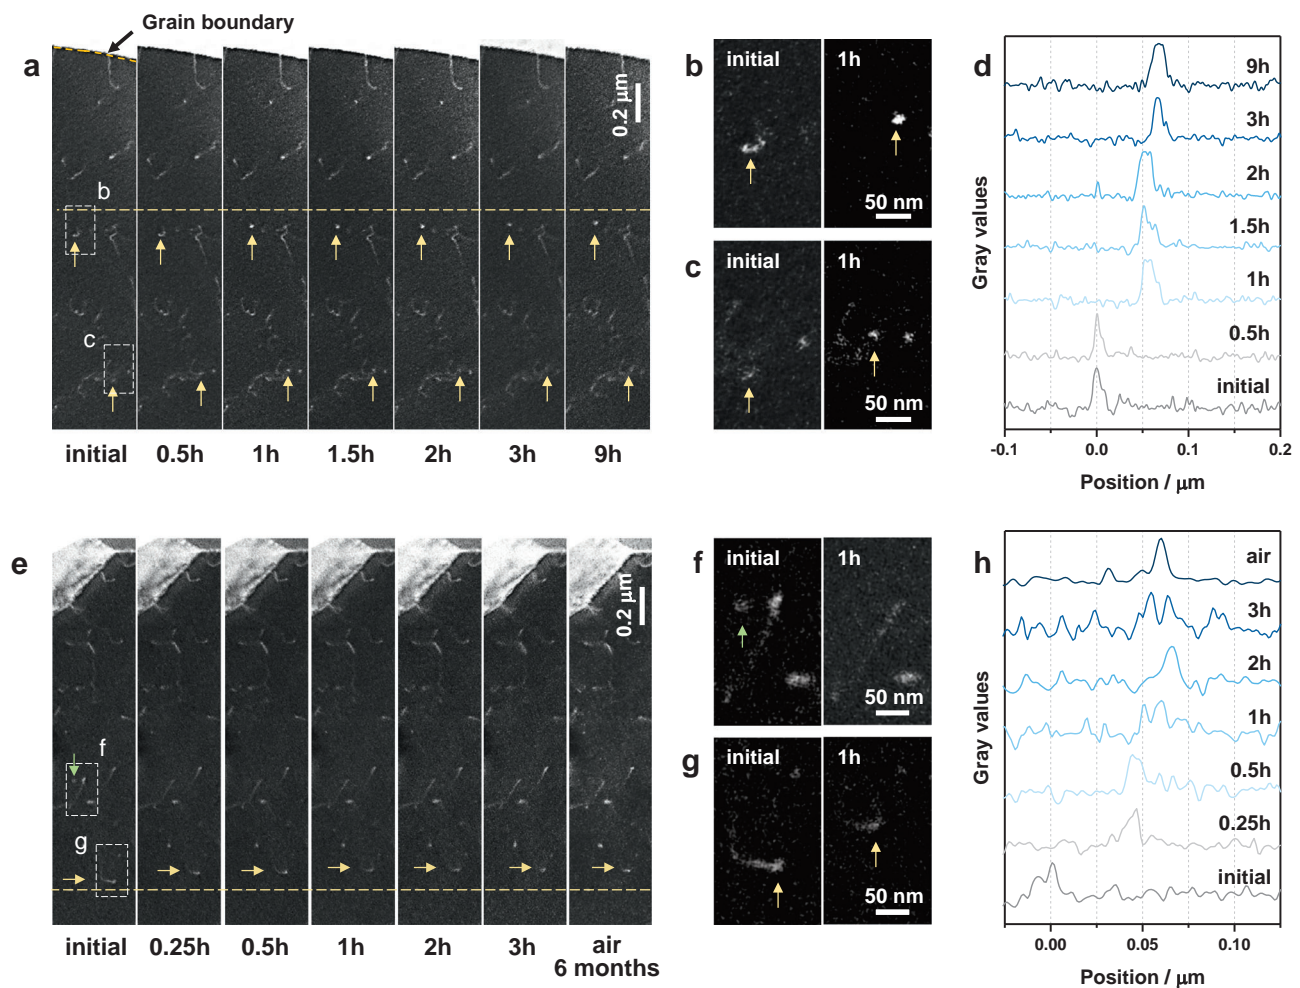 Grain boundary
a
b
c
0.2 μm
initial 0.5h 1h 1.5h 2h 3h 9h
b
initial 1h
50 nm
c
initial 1h
50 nm
d
Gray values
9h
3h
2h
1.5h
1h
0.5h
initial
-0.1 0.0 0.1 0.2
Position / μm
e
f
g
0.2 μm
initial 0.25h 0.5h 1h 2h 3h air
6 months
f
initial 1h
50 nm
g
initial 1h
50 nm
h
Gray values
air
3h
2h
1h
0.5h
0.25h
initial
0.00 0.05 0.10
Position / μm